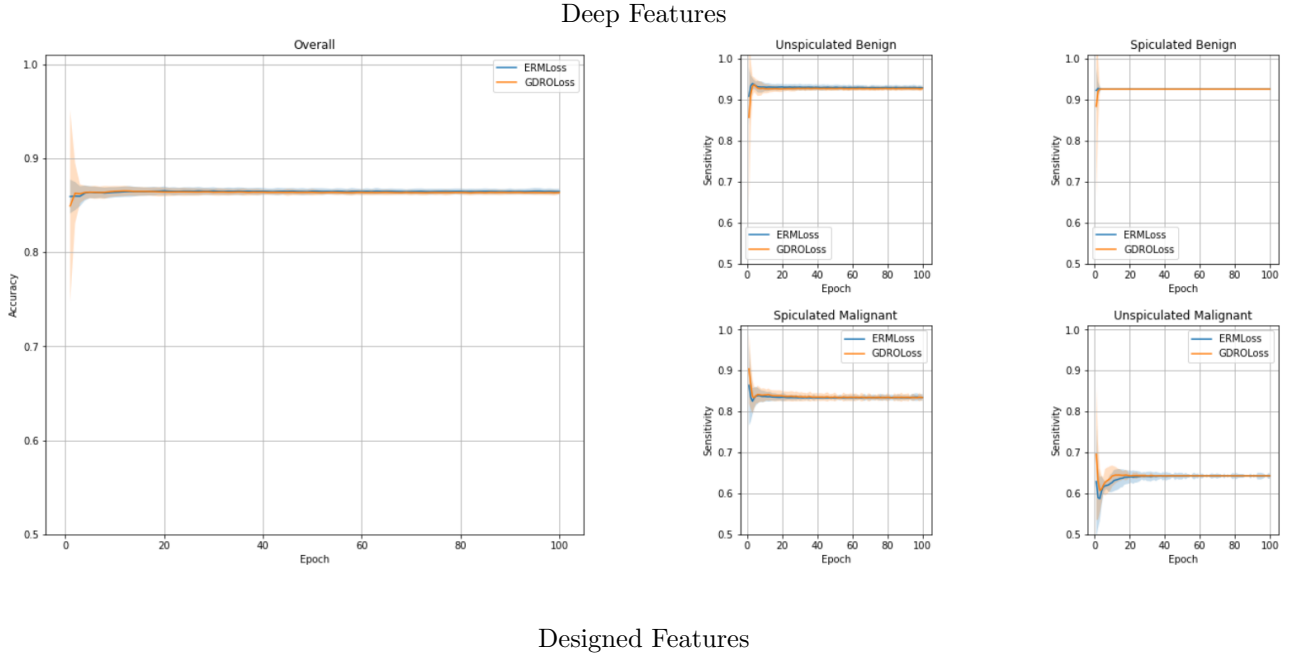 Deep Features
Overall
1.0
0.9
0.8
0.7
0.6
0.5
Accuracy
0 20 40 60 80 100
Epoch
ERMLoss
GDROLoss
Unspiculated Benign
1.0
0.9
0.8
0.7
0.6
0.5
Sensitivity
0 20 40 60 80 100
Epoch
ERMLoss
GDROLoss
Spiculated Benign
1.0
0.9
0.8
0.7
0.6
0.5
Sensitivity
0 20 40 60 80 100
Epoch
ERMLoss
GDROLoss
Spiculated Malignant
1.0
0.9
0.8
0.7
0.6
0.5
Sensitivity
0 20 40 60 80 100
Epoch
ERMLoss
GDROLoss
Unspiculated Malignant
1.0
0.9
0.8
0.7
0.6
0.5
Sensitivity
0 20 40 60 80 100
Epoch
ERMLoss
GDROLoss
Designed Features